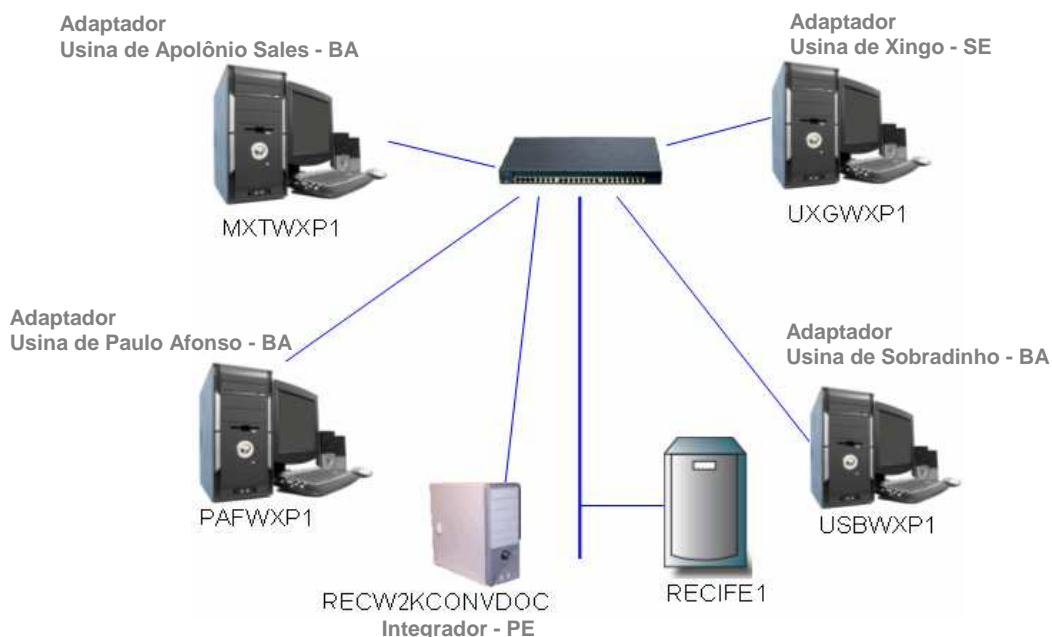 Adaptador
Usina de Apolônio Sales - BA
Adaptador
Usina de Xingo - SE
MXTWXP1
UXGWXP1
Adaptador
Usina de Paulo Afonso - BA
Adaptador
Usina de Sobradinho - BA
PAFWXP1
USBWXP1
RECW2KCONVDOC
Integrador - PE
RECIFE1